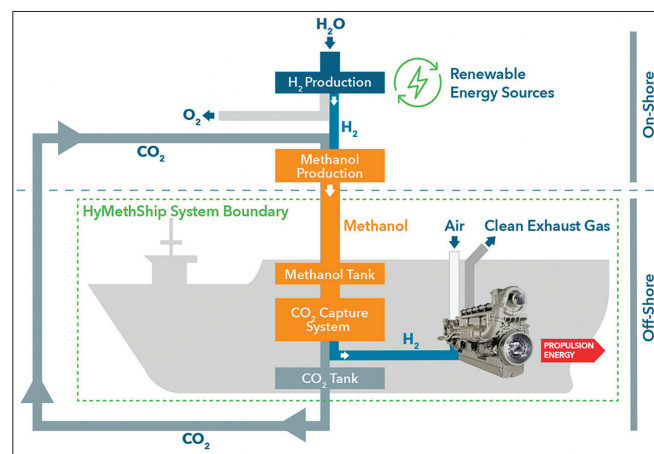 H₂O
H₂ Production
Renewable
Energy Sources
O₂
H₂
CO₂
Methanol
Production
On-Shore
HyMethShip System Boundary
Methanol
Air
Clean Exhaust Gas
Methanol Tank
CO₂ Capture
System
H₂
PROPULSION
ENERGY
CO₂ Tank
Off-Shore
CO₂